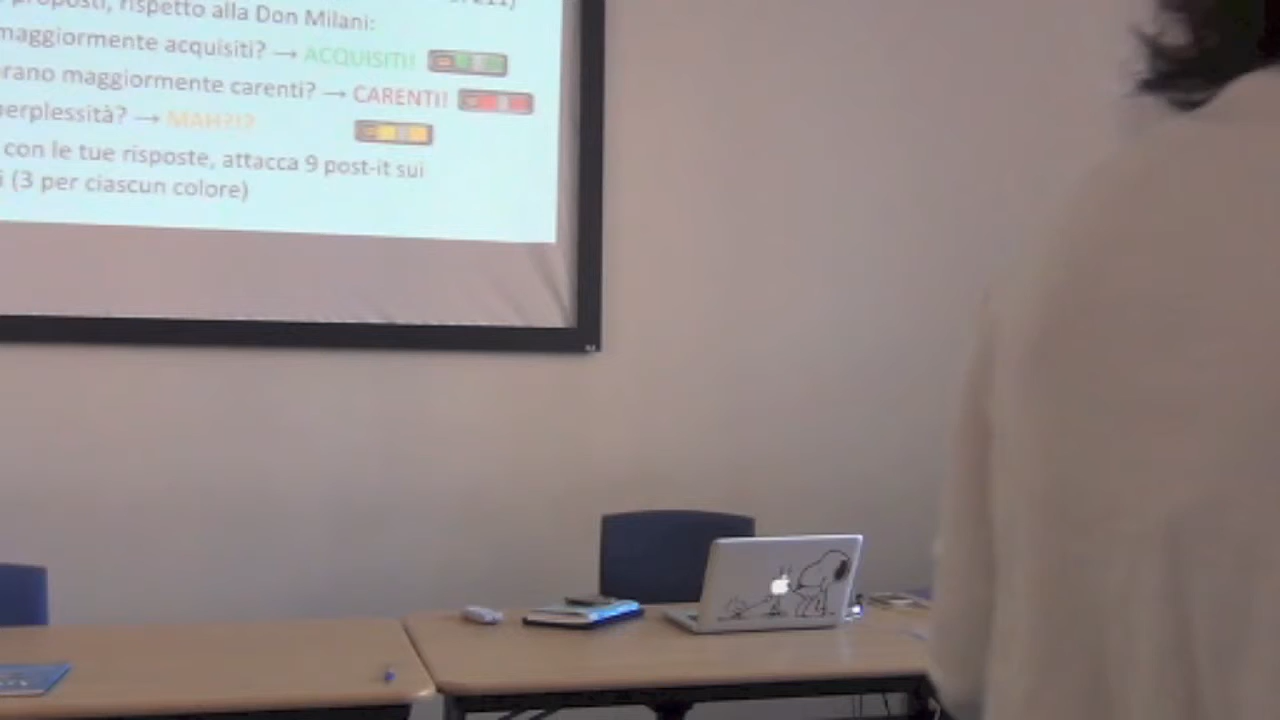 proposti, rispetto alla Don Milani:
maggiormente acquisiti? → ACQUISITI!
maggiormente carenti? → CARENTI!
perplessità? → MAH?!?
con le tue risposte, attacca 9 post-it sui
(3 per ciascun colore)